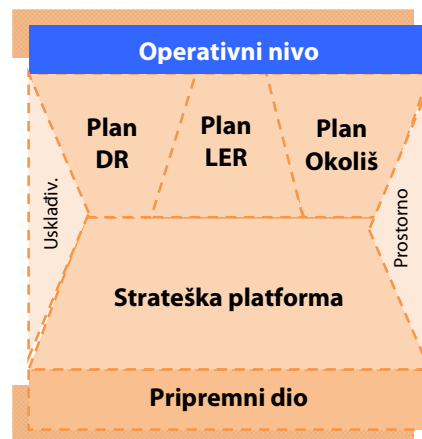 Operativni nivo
Plan
DR
Plan
LER
Plan
Okoliš
Usklađiv.
Prostorno
Strateška platforma
Pripremni dio